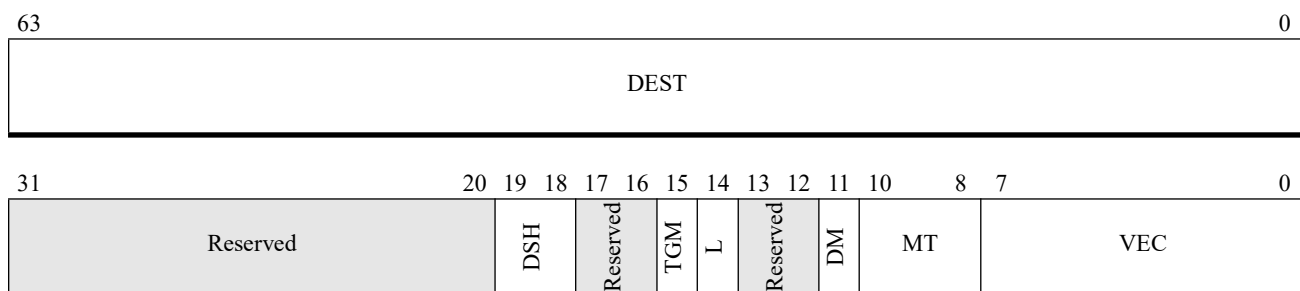 63 0
DEST
31 20 19 18 17 16 15 14 13 12 11 10 8 7 0
Reserved DSH Reserved TGM L Reserved DM MT VEC